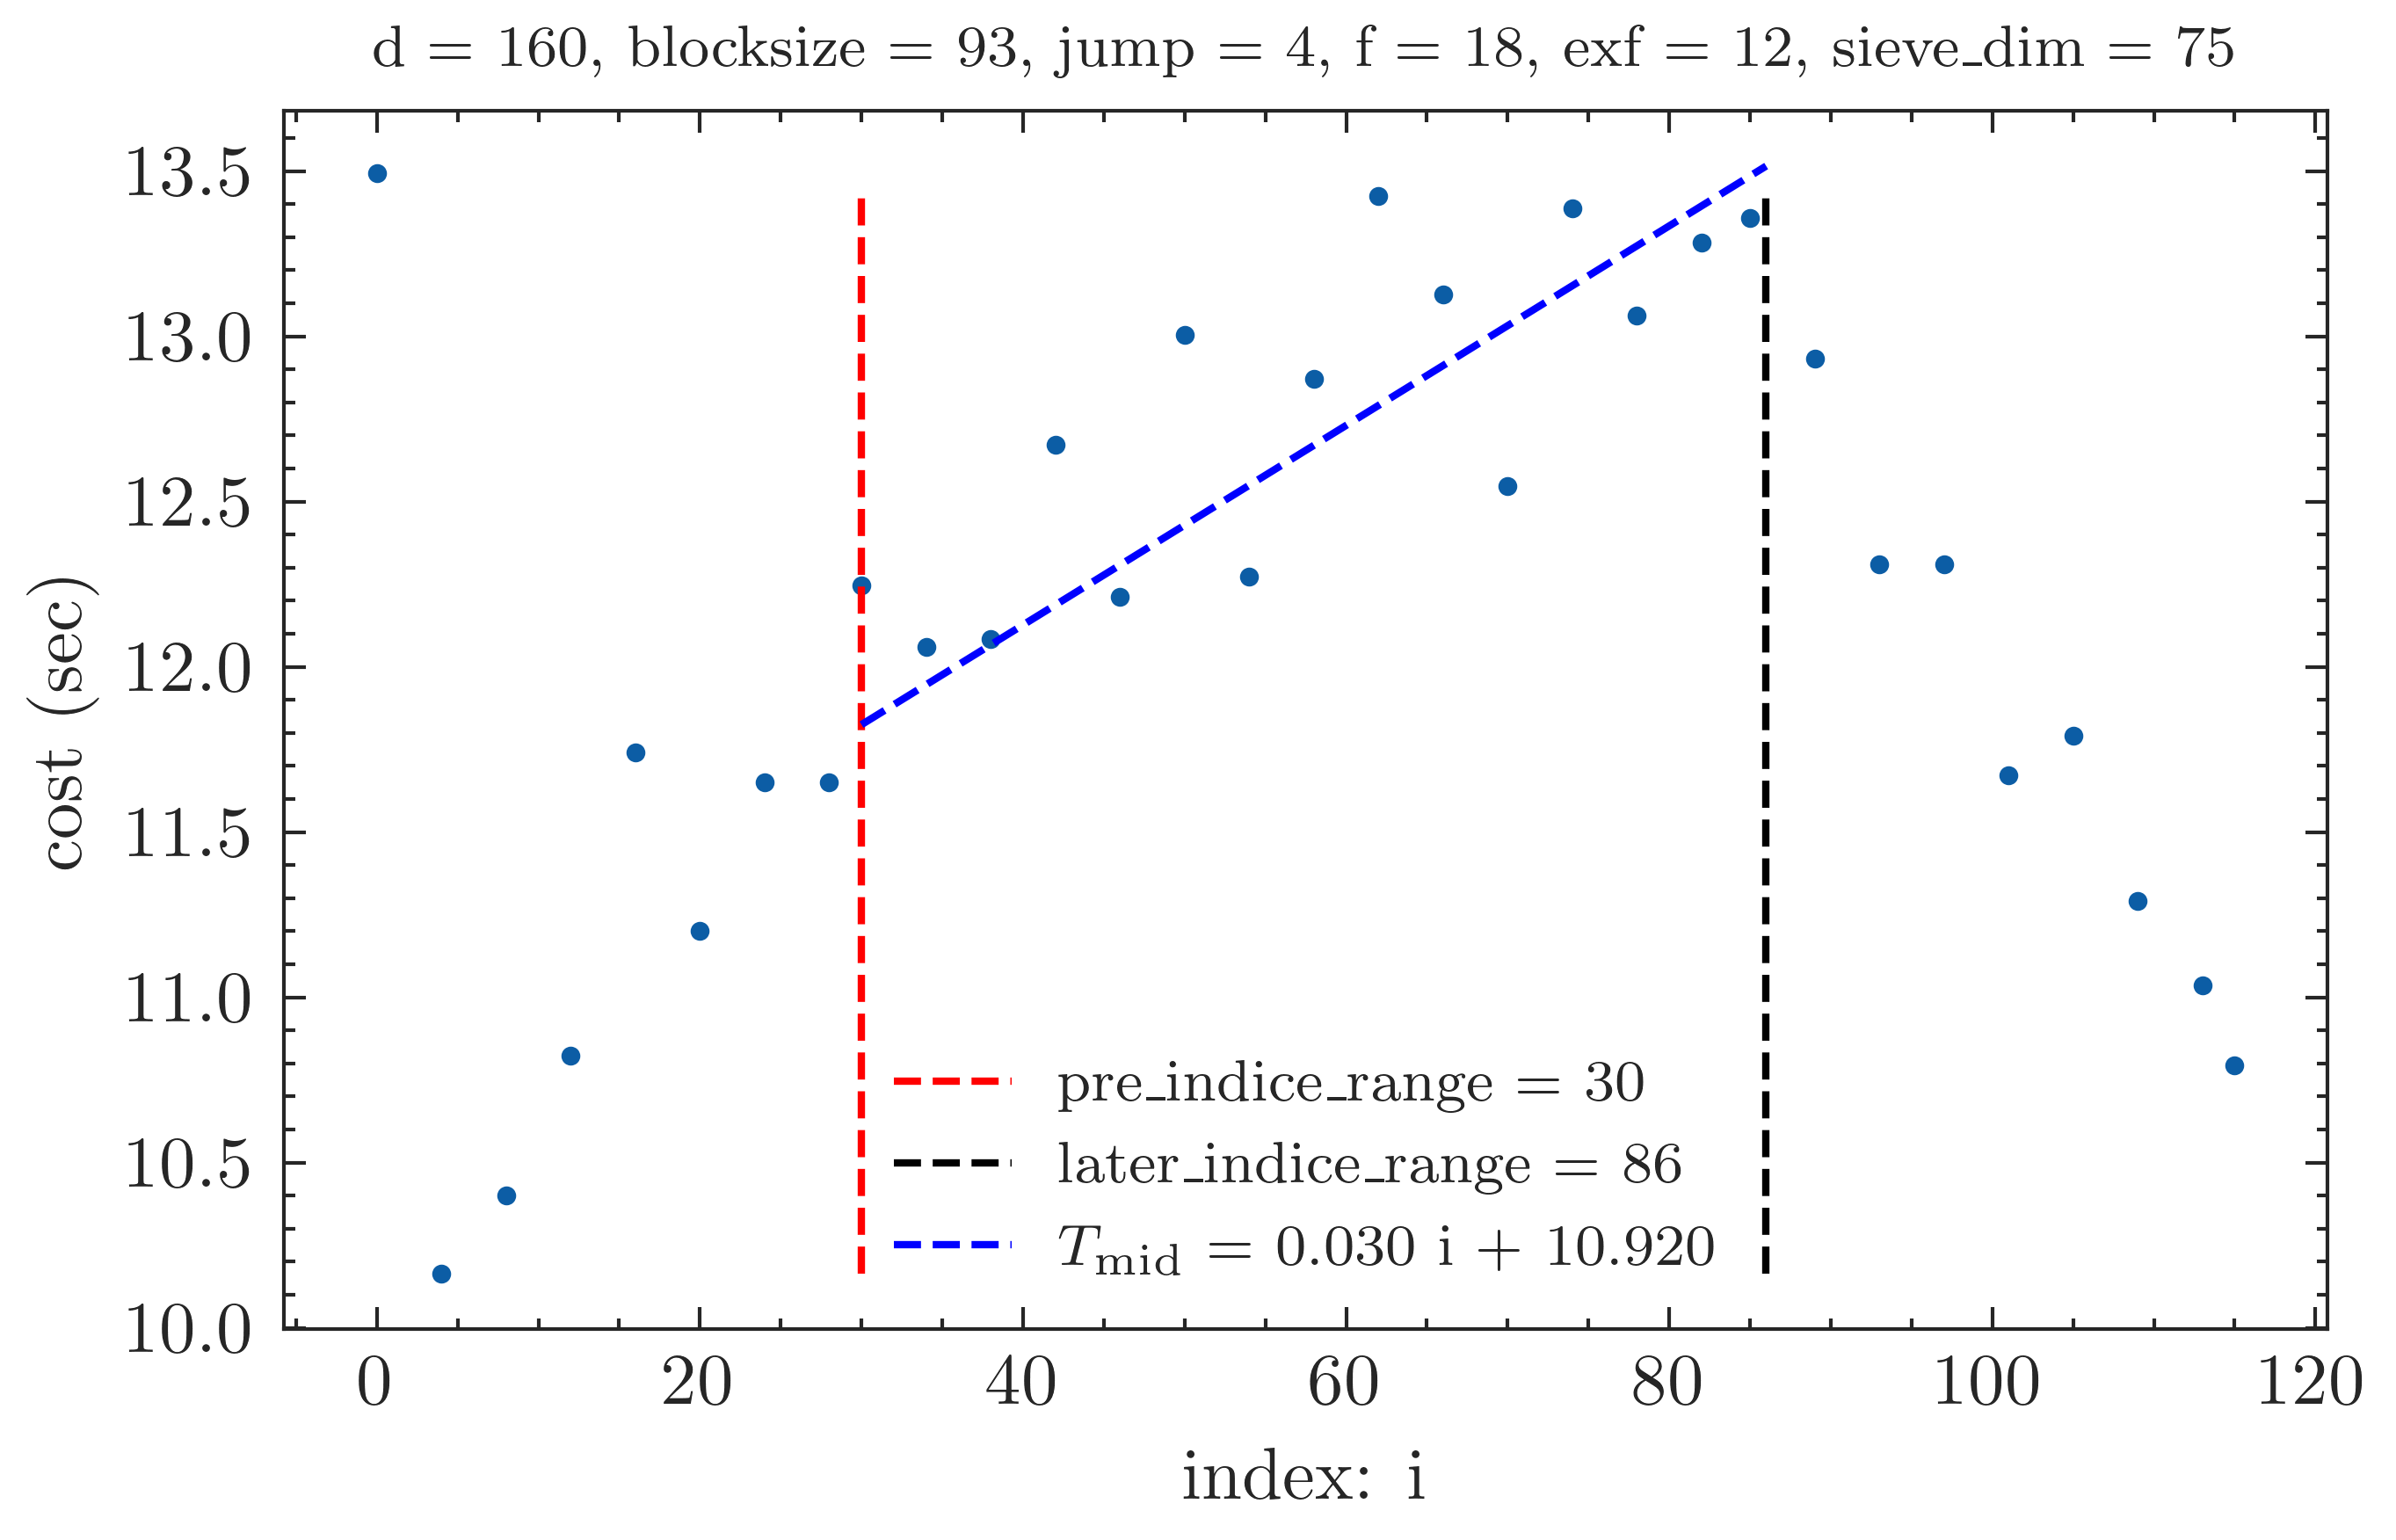 d = 160, blocksize = 93, jump = 4, f = 18, exf = 12, sieve_dim = 75
13.5
13.0
12.5
12.0
11.5
11.0
10.5
10.0
cost (sec)
pre_indice_range = 30
later_indice_range = 86
T_mid = 0.030 i + 10.920
0 20 40 60 80 100 120
index: i